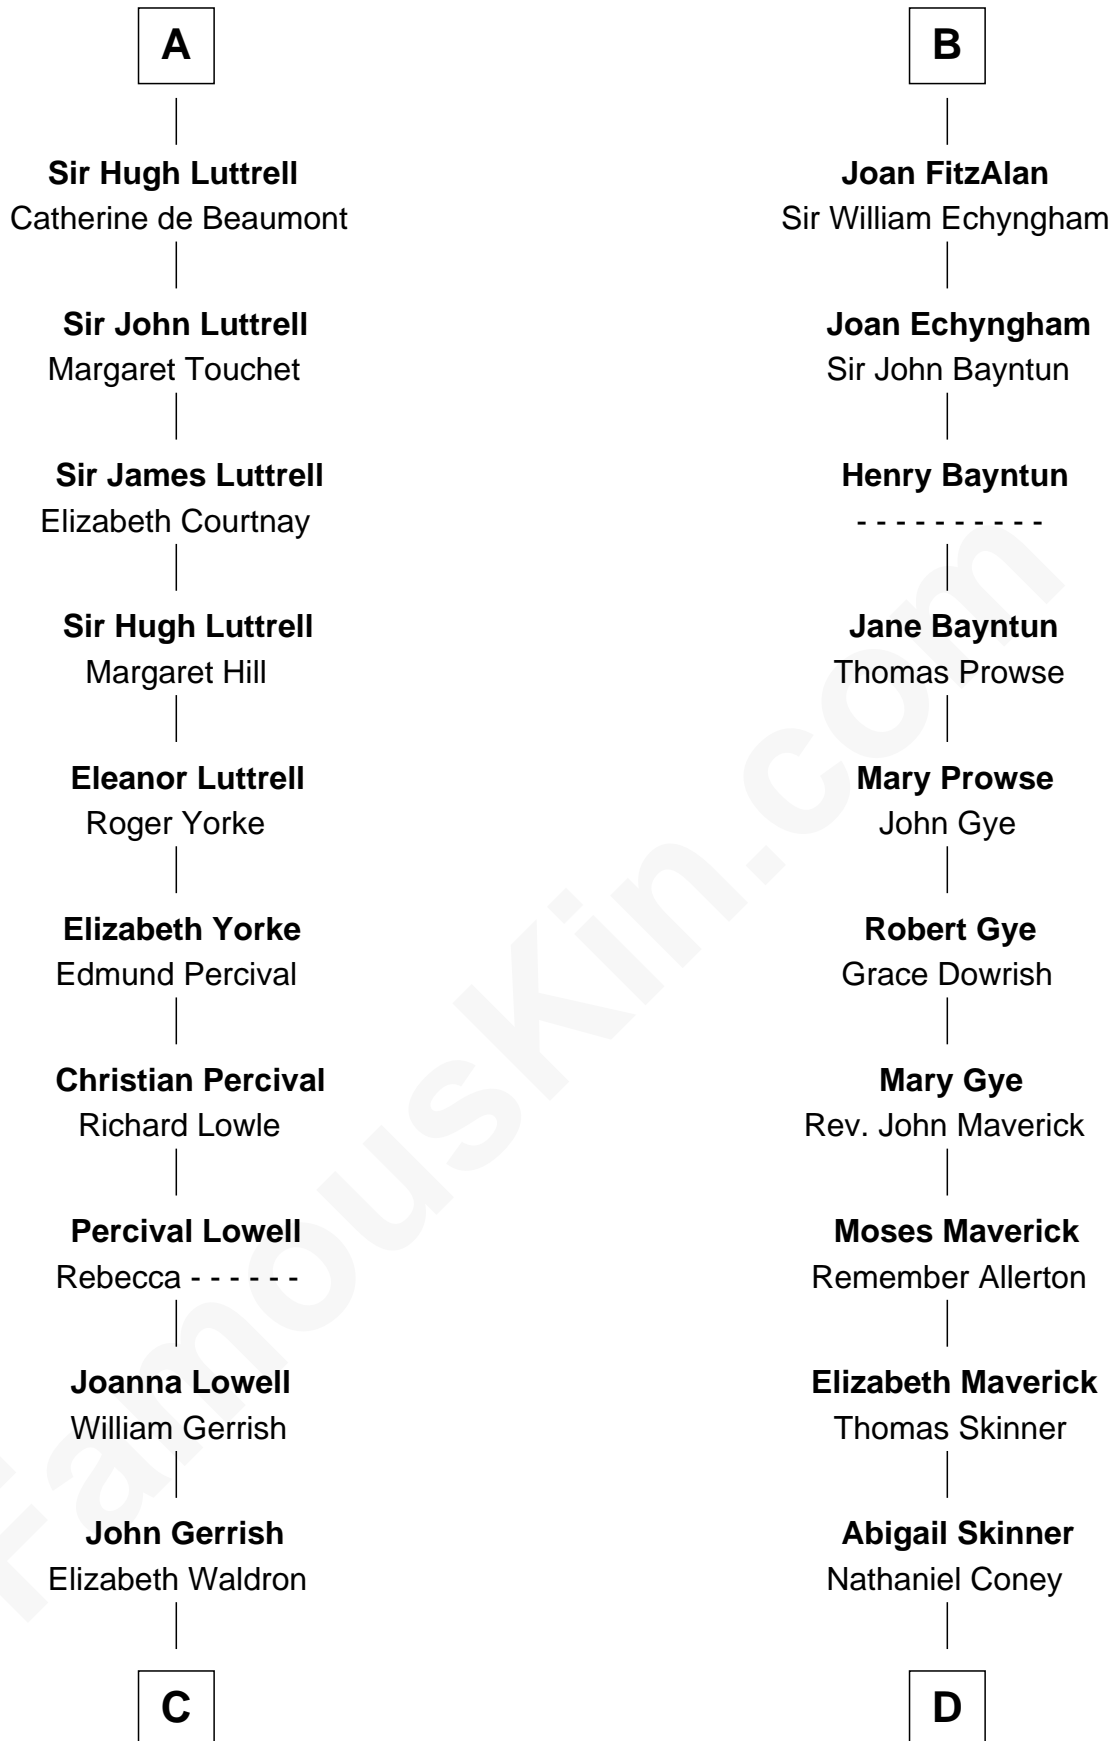 A
Sir Hugh Luttrell
Catherine de Beaumont
Sir John Luttrell
Margaret Touchet
Sir James Luttrell
Elizabeth Courtnay
Sir Hugh Luttrell
Margaret Hill
Eleanor Luttrell
Roger Yorke
Elizabeth Yorke
Edmund Percival
Christian Percival
Richard Lowle
Percival Lowell
Rebecca - - - - - -
Joanna Lowell
William Gerrish
John Gerrish
Elizabeth Waldron
C
B
Joan FitzAlan
Sir William Echyngham
Joan Echyngham
Sir John Bayntun
Henry Bayntun
- - - - - - - - - -
Jane Bayntun
Thomas Prowse
Mary Prowse
John Gye
Robert Gye
Grace Dowrish
Mary Gye
Rev. John Maverick
Moses Maverick
Remember Allerton
Elizabeth Maverick
Thomas Skinner
Abigail Skinner
Nathaniel Coney
D
FamousKin.com